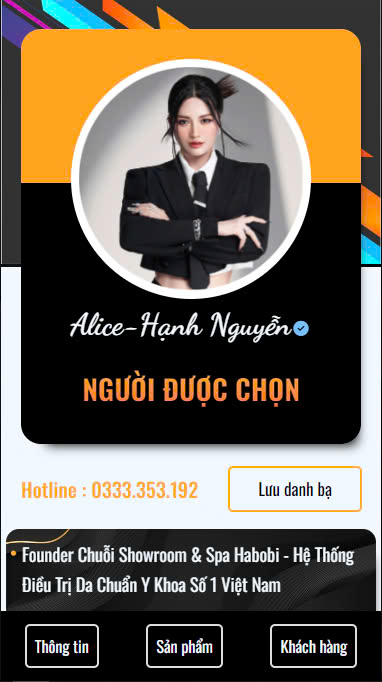 Alice-Hạnh Nguyễn
NGƯỜI ĐƯỢC CHỌN
Hotline : 0333.353.192
Lưu danh bạ
Founder Chuỗi Showroom & Spa Habobi - Hệ Thống
Điều Trị Da Chuẩn Y Khoa Số 1 Việt Nam
Thông tin
Sản phẩm
Khách hàng